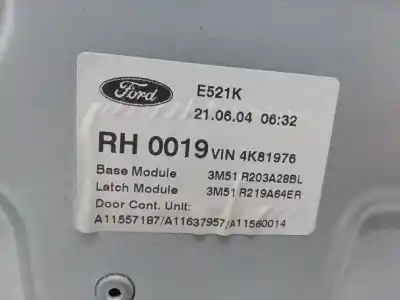 Ford
E521K
21.06.04 06:32
RH 0019 VIN 4K81976
Base Module 3M51 R203A28BL
Latch Module 3M51 R219A64ER
Door Cont. Unit:
A11557187/A11637957/A11560014